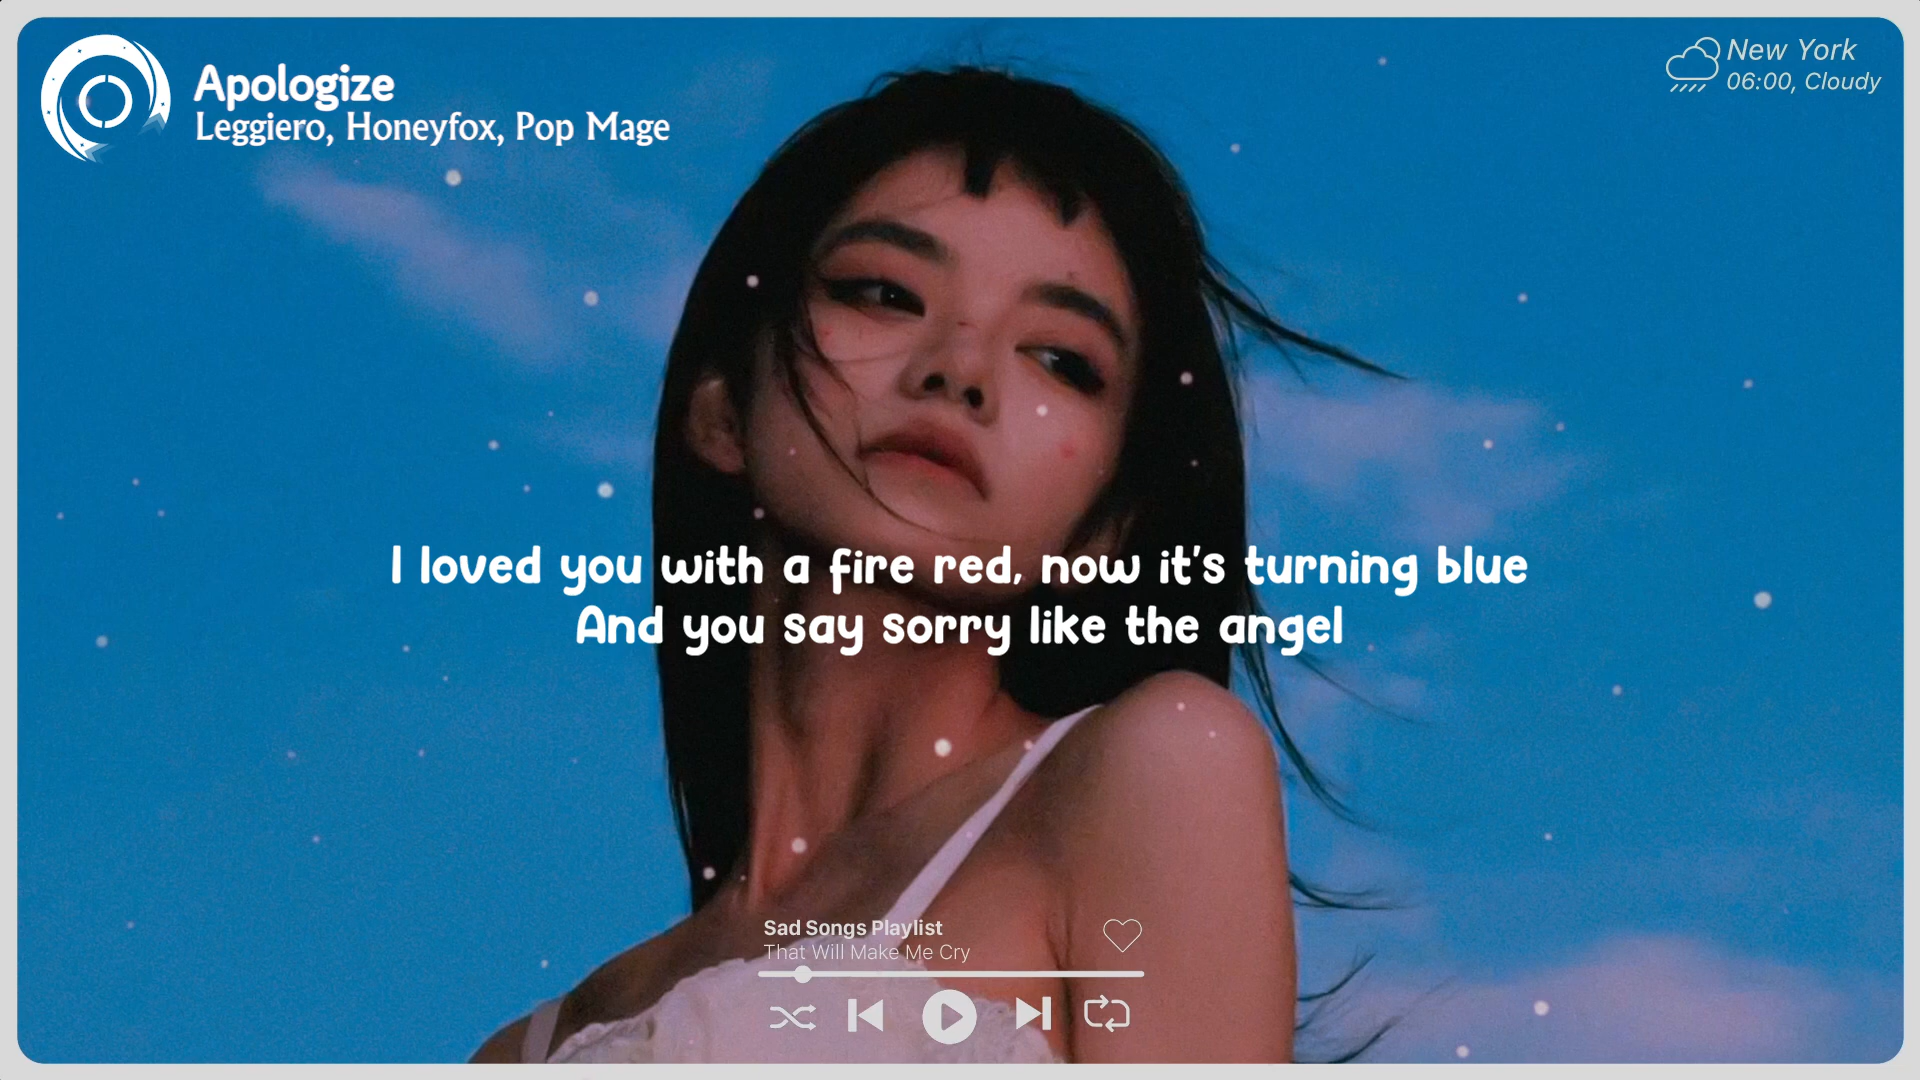 Apologize
Leggiero, Honeyfox, Pop Mage
New York
06:00, Cloudy
I loved you with a fire red, now it's turning blue
And you say sorry like the angel
Sad Songs Playlist
That Will Make Me Cry